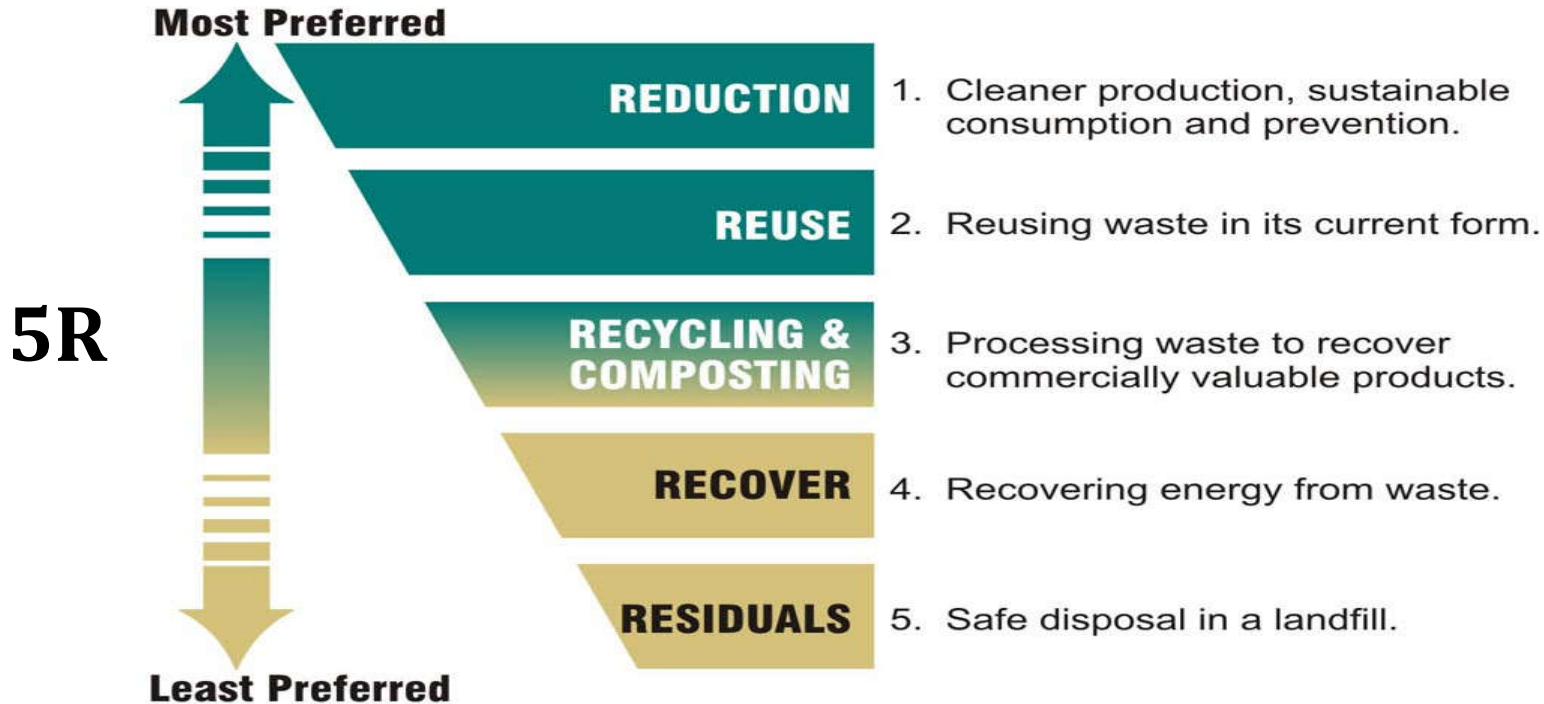 Most Preferred
REDUCTION
1. Cleaner production, sustainable
consumption and prevention.
REUSE
2. Reusing waste in its current form.
5R
RECYCLING &
COMPOSTING
3. Processing waste to recover
commercially valuable products.
RECOVER
4. Recovering energy from waste.
RESIDUALS
5. Safe disposal in a landfill.
Least Preferred